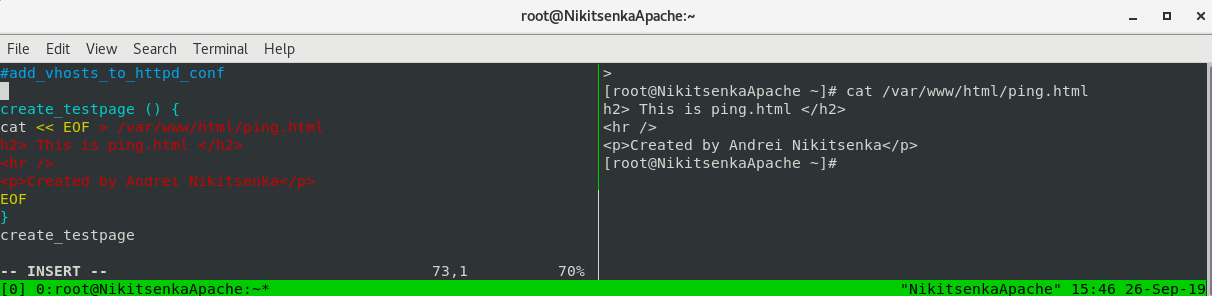 root@NikitsenkaApache:~
File Edit View Search Terminal Help
#add_vhosts_to_httpd_conf
create_testpage () {
cat << EOF > /var/www/html/ping.html
h2> This is ping.html </h2>
<hr />
<p>Created by Andrei Nikitsenka</p>
EOF
}
create_testpage
-- INSERT -- 73,1 70%
>
[root@NikitsenkaApache ~]# cat /var/www/html/ping.html
h2> This is ping.html </h2>
<hr />
<p>Created by Andrei Nikitsenka</p>
[root@NikitsenkaApache ~]#
[0] 0:root@NikitsenkaApache:~* "NikitsenkaApache" 15:46 26-Sep-19